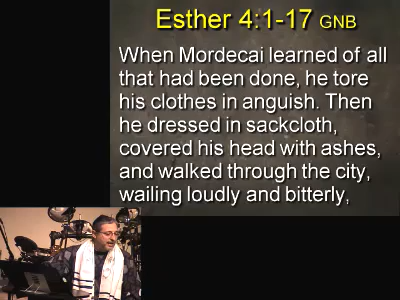 Esther 4:1-17 GNB
When Mordecai learned of all
that had been done, he tore
his clothes in anguish. Then
he dressed in sackcloth,
covered his head with ashes,
and walked through the city,
wailing loudly and bitterly,